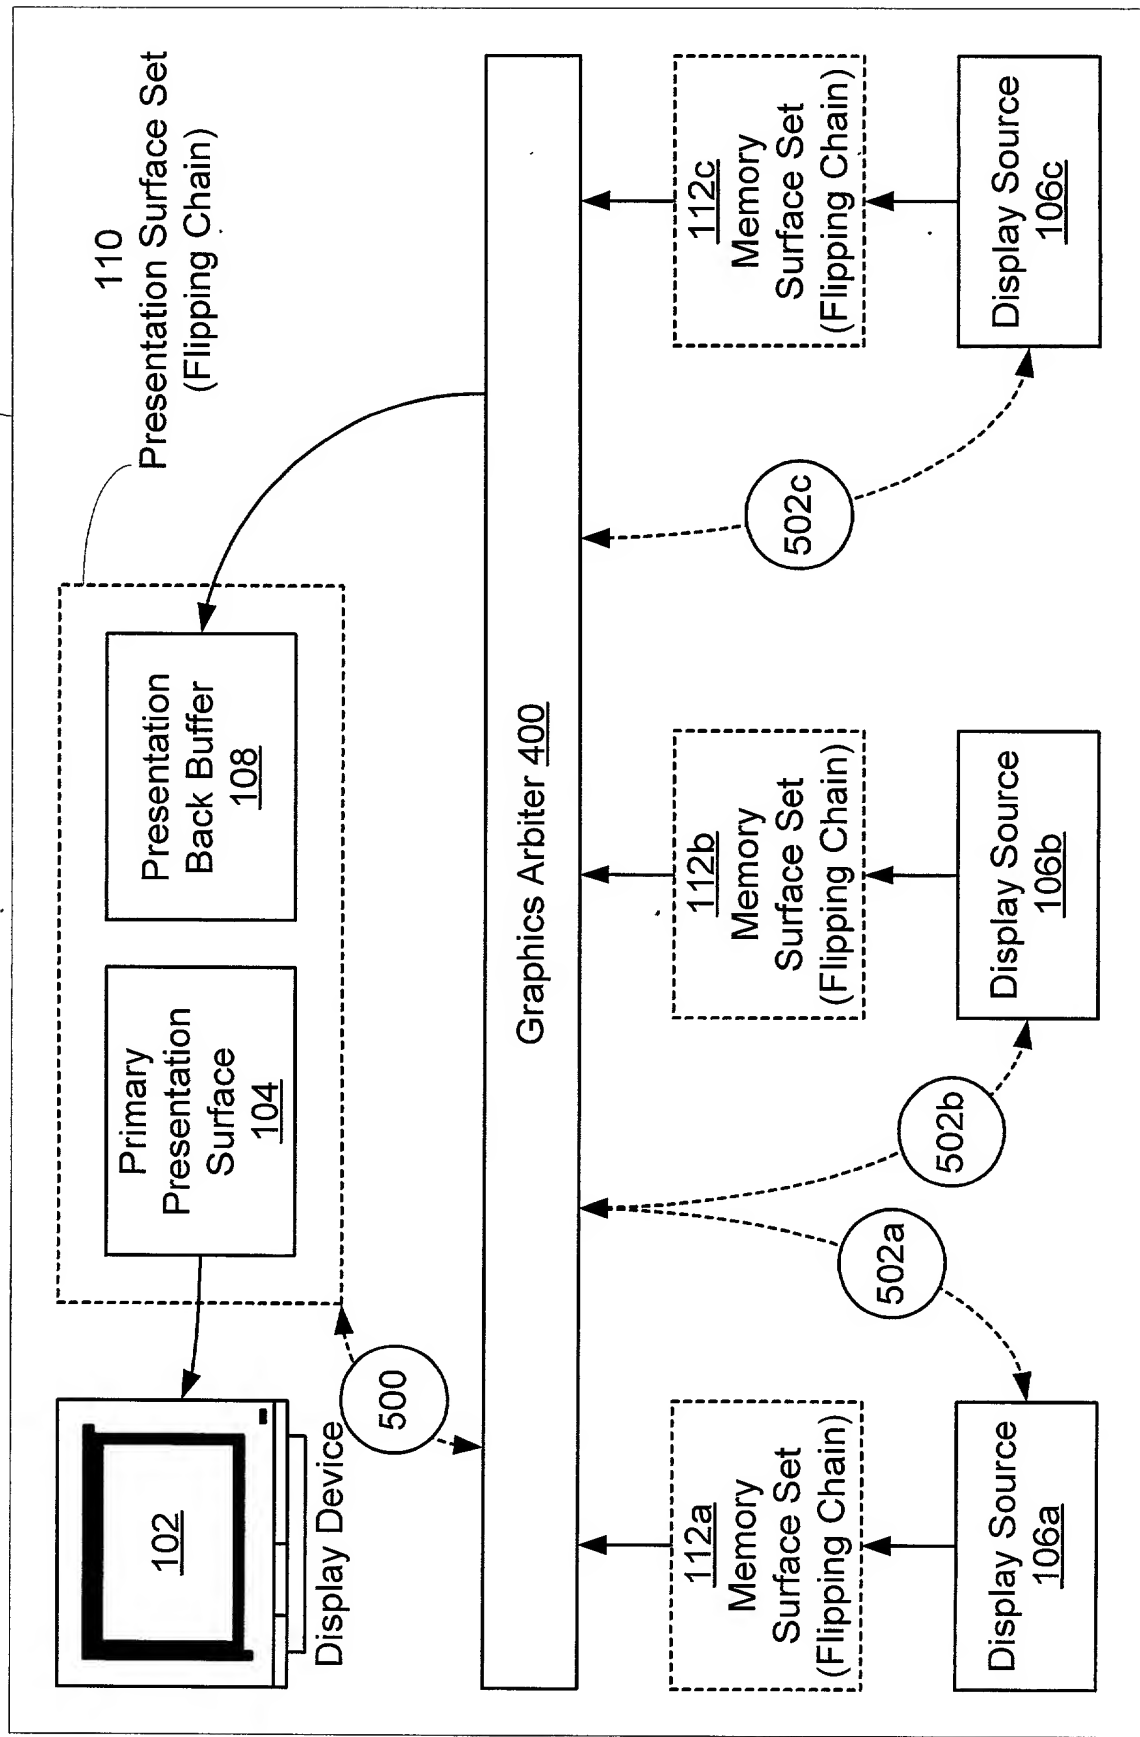 110
Presentation Surface Set
(Flipping Chain)
102
Display Device
Primary
Presentation
Surface
104
Presentation
Back Buffer
108
500
Graphics Arbiter 400
112a
Memory
Surface Set
(Flipping Chain)
112b
Memory
Surface Set
(Flipping Chain)
112c
Memory
Surface Set
(Flipping Chain)
502a
502b
502c
Display Source
106a
Display Source
106b
Display Source
106c